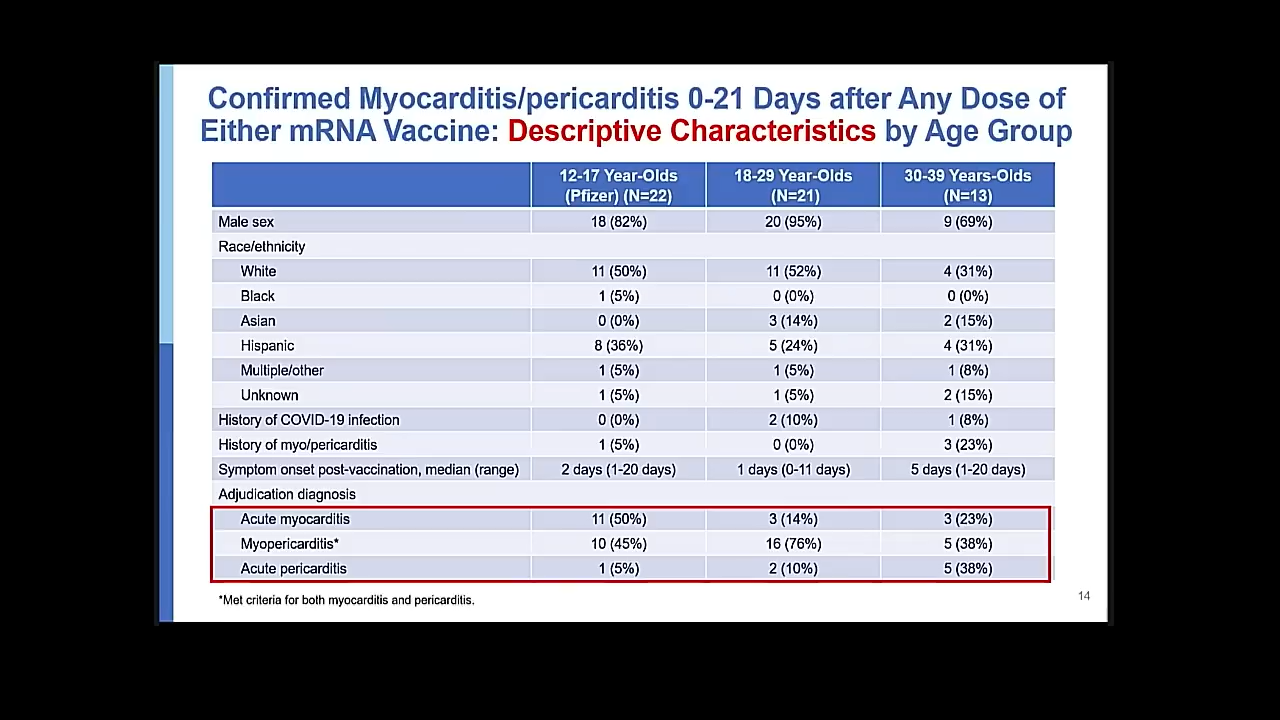 Confirmed Myocarditis/pericarditis 0-21 Days after Any Dose of
Either mRNA Vaccine: Descriptive Characteristics by Age Group
12-17 Year-Olds (Pfizer) (N=22) 18-29 Year-Olds (N=21) 30-39 Years-Olds (N=13)
Male sex 18 (82%) 20 (95%) 9 (69%)
Race/ethnicity
White 11 (50%) 11 (52%) 4 (31%)
Black 1 (5%) 0 (0%) 0 (0%)
Asian 0 (0%) 3 (14%) 2 (15%)
Hispanic 8 (36%) 5 (24%) 4 (31%)
Multiple/other 1 (5%) 1 (5%) 1 (8%)
Unknown 1 (5%) 1 (5%) 2 (15%)
History of COVID-19 infection 0 (0%) 2 (10%) 1 (8%)
History of myo/pericarditis 1 (5%) 0 (0%) 3 (23%)
Symptom onset post-vaccination, median (range) 2 days (1-20 days) 1 days (0-11 days) 5 days (1-20 days)
Adjudication diagnosis
Acute myocarditis 11 (50%) 3 (14%) 3 (23%)
Myopericarditis* 10 (45%) 16 (76%) 5 (38%)
Acute pericarditis 1 (5%) 2 (10%) 5 (38%)
*Met criteria for both myocarditis and pericarditis.
14